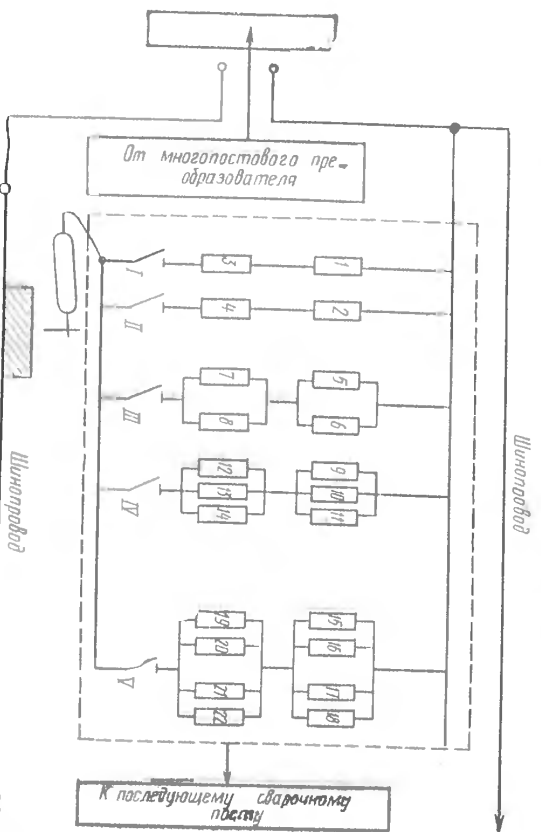 От многопостового пре-
образователя
1
3
I
2
4
II
5
7
6
8
III
9
12
10
13
11
14
IV
15
19
16
20
17
21
18
22
V
Шинопровод
Шинопровод
К последующему сварочному
посту